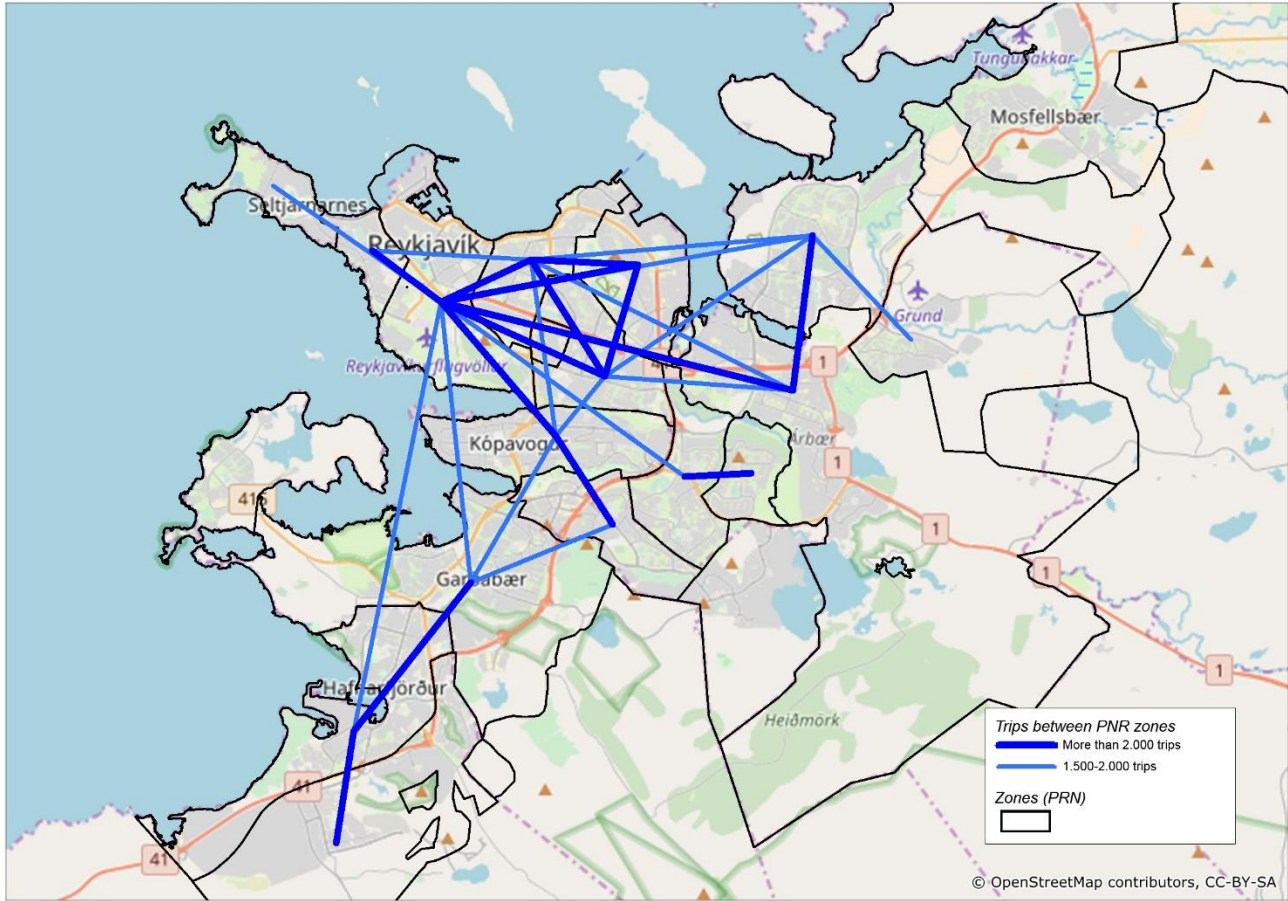 Tungubakkar
Mosfellsbær
Seltjarnarnes
Reykjavík
Grund
1
Reykjavíkurflugvöllur
Árbær
Kópavogur
1
415
1
1
Garðabær
1
Hafnarfjörður
Heiðmörk
41
41
Trips between PNR zones
More than 2.000 trips
1.500-2.000 trips
Zones (PRN)
© OpenStreetMap contributors, CC-BY-SA